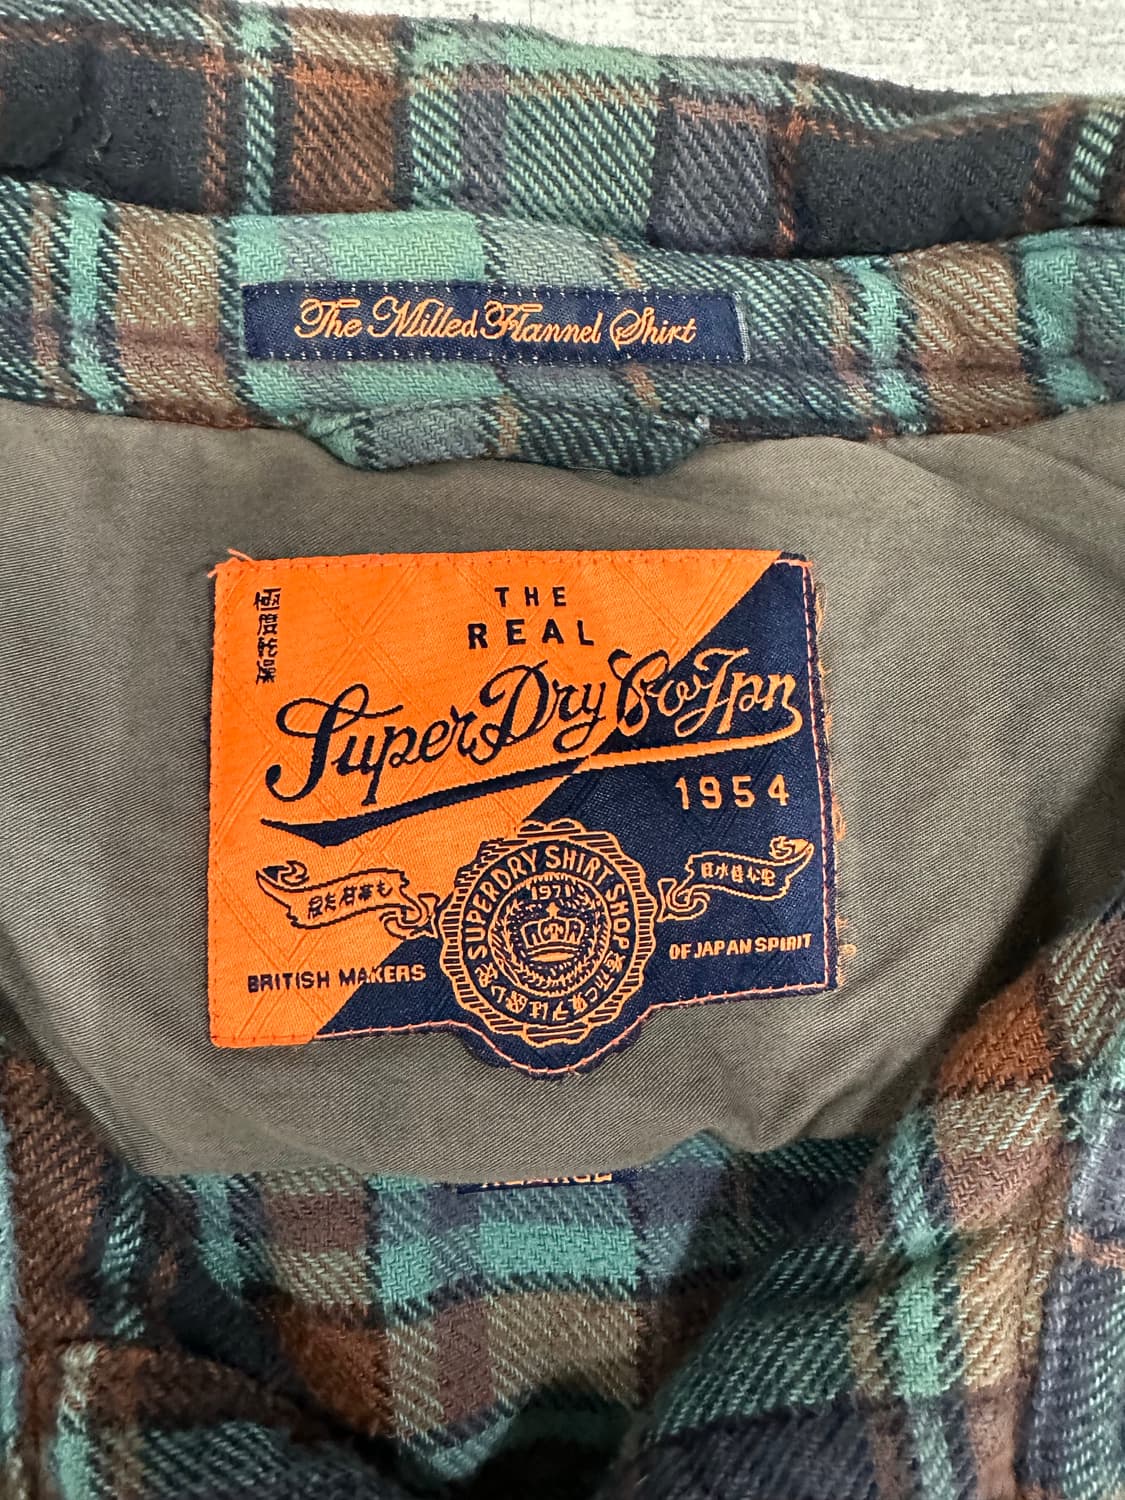 The Milled Flannel Shirt
極度乾燥
THE
REAL
SuperDry Co Jpn
1954
SUPERDRY SHIRT SHOP
1971
BRITISH MAKERS
OF JAPAN SPIRIT